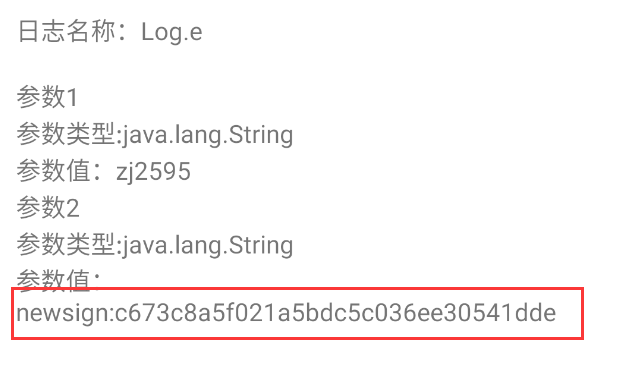 日志名称：Log.e
参数1
参数类型:java.lang.String
参数值：zj2595
参数2
参数类型:java.lang.String
参数值：
newsign:c673c8a5f021a5bdc5c036ee30541dde